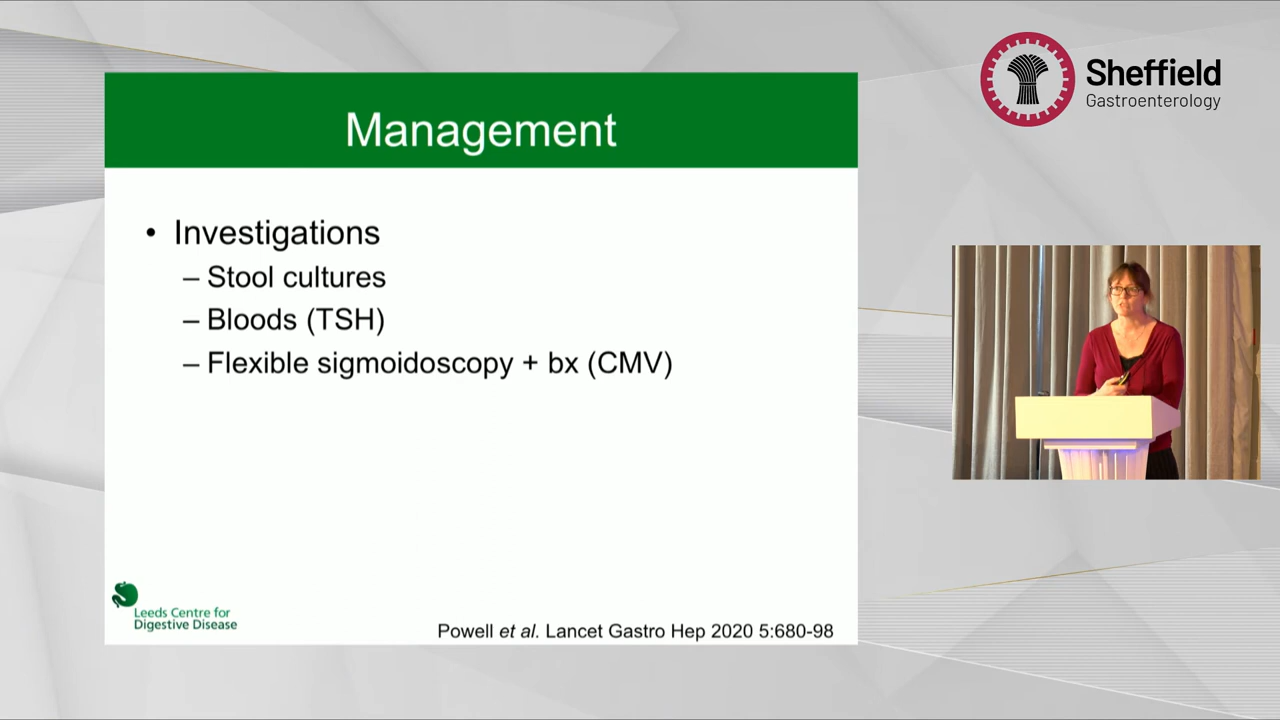 Management
• Investigations
– Stool cultures
– Bloods (TSH)
– Flexible sigmoidoscopy + bx (CMV)
Leeds Centre for
Digestive Disease
Powell et al. Lancet Gastro Hep 2020 5:680-98
Sheffield
Gastroenterology